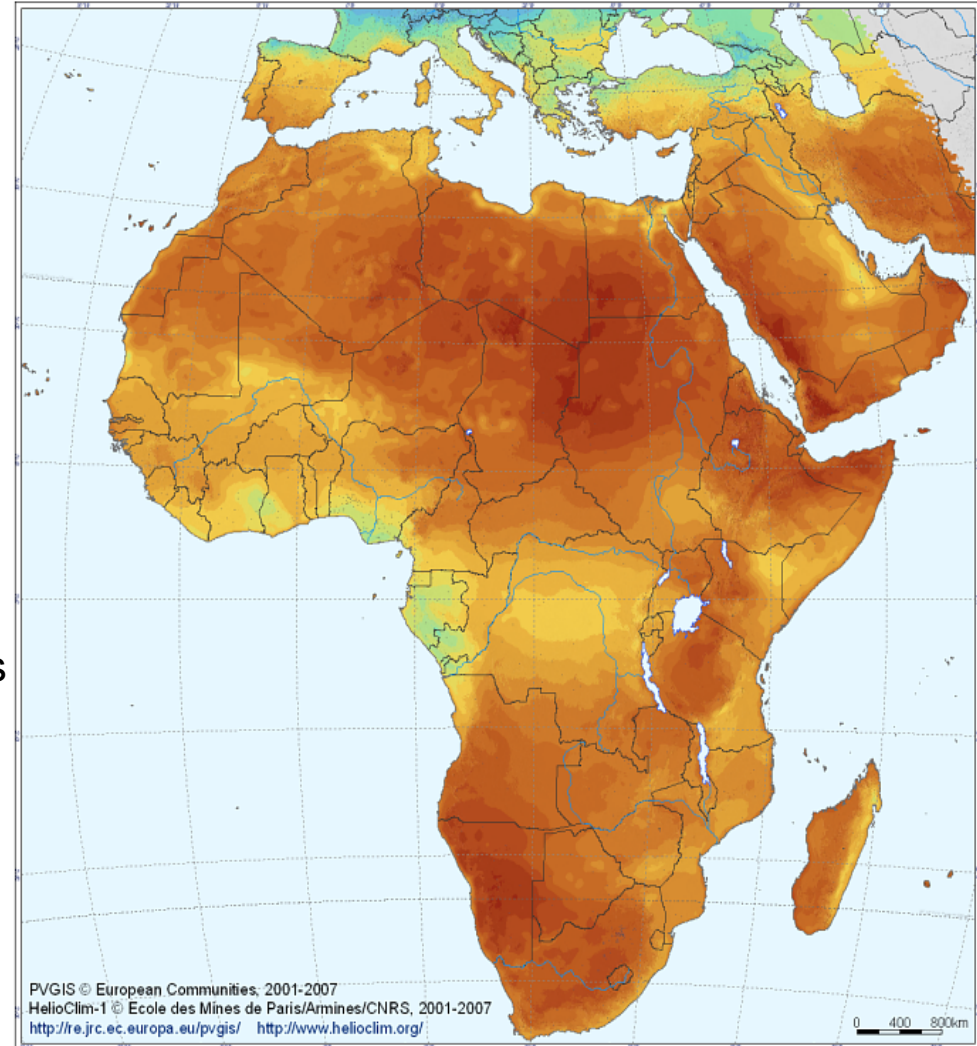 s
PVGIS © European Communities, 2001-2007
HelioClim-1 © Ecole des Mines de Paris/Armines/CNRS, 2001-2007
http://re.jrc.ec.europa.eu/pvgis/ http://www.helioclim.org/
0 400 800km